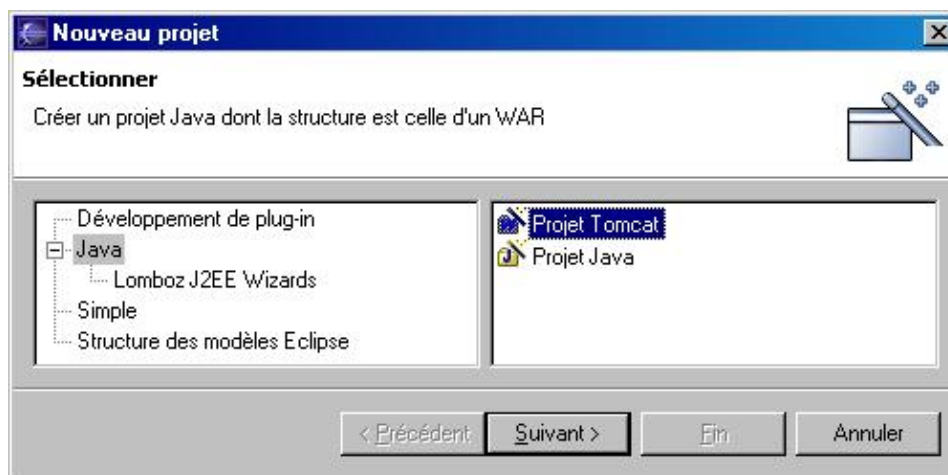 Nouveau projet
Sélectionner
Créer un projet Java dont la structure est celle d'un WAR
Développement de plug-in
Java
Lomboz J2EE Wizards
Simple
Structure des modèles Eclipse
Projet Tomcat
Projet Java
< Précédent
Suivant >
Fin
Annuler